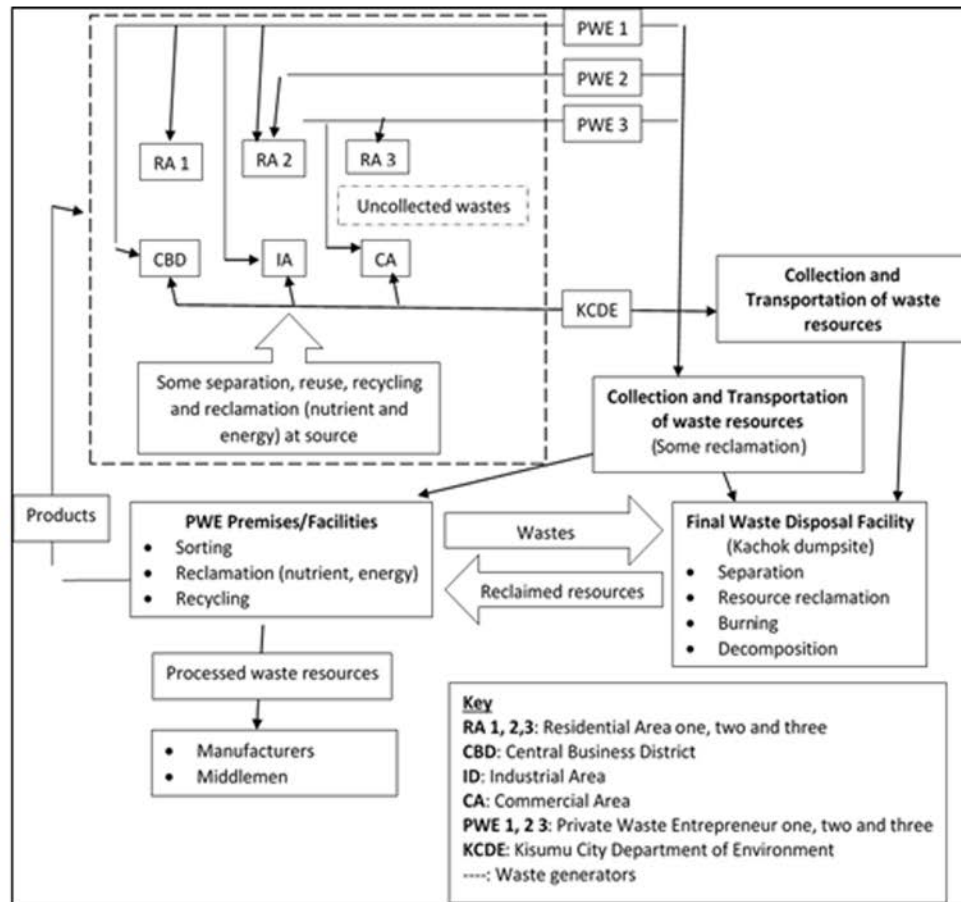 PWE 1
PWE 2
PWE 3
RA 1
RA 2
RA 3
Uncollected wastes
CBD
IA
CA
KCDE
Collection and
Transportation of waste
resources
Some separation, reuse, recycling
and reclamation (nutrient and
energy) at source
Collection and Transportation
of waste resources
(Some reclamation)
Products
PWE Premises/Facilities
• Sorting
• Reclamation (nutrient, energy)
• Recycling
Wastes
Reclaimed resources
Final Waste Disposal Facility
(Kachok dumpsite)
• Separation
• Resource reclamation
• Burning
• Decomposition
Processed waste resources
• Manufacturers
• Middlemen
Key
RA 1, 2,3: Residential Area one, two and three
CBD: Central Business District
ID: Industrial Area
CA: Commercial Area
PWE 1, 2 3: Private Waste Entrepreneur one, two and three
KCDE: Kisumu City Department of Environment
----: Waste generators